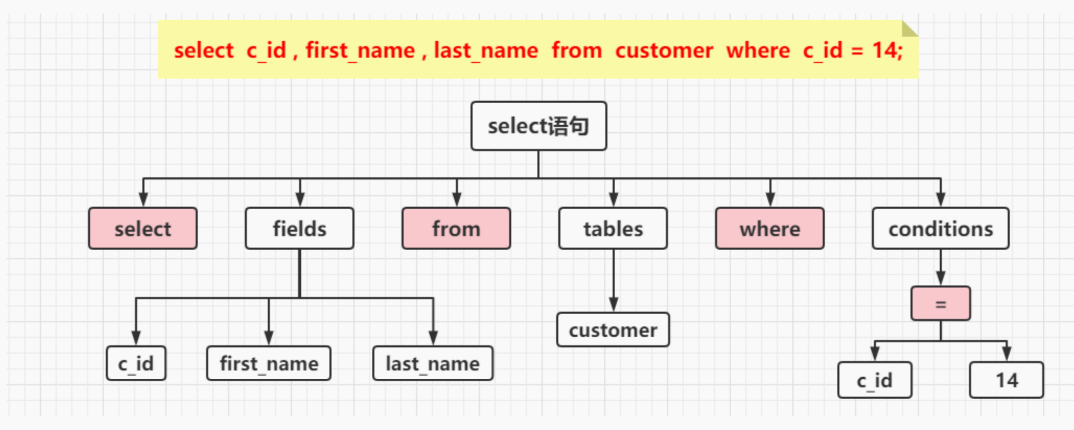 select c_id , first_name , last_name from customer where c_id = 14;
select语句
select
fields
from
tables
where
conditions
=
customer
c_id
first_name
last_name
c_id
14